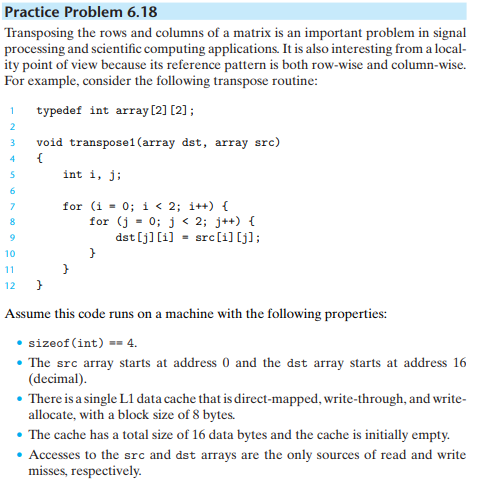 Practice Problem 6.18
Transposing the rows and columns of a matrix is an important problem in signal
processing and scientific computing applications. It is also interesting from a local-
ity point of view because its reference pattern is both row-wise and column-wise.
For example, consider the following transpose routine:
1 typedef int array[2][2];
2
3 void transpose1(array dst, array src)
4 {
5 int i, j;
6
7 for (i = 0; i < 2; i++) {
8 for (j = 0; j < 2; j++) {
9 dst[j][i] = src[i][j];
10 }
11 }
12 }
Assume this code runs on a machine with the following properties:
• sizeof(int) == 4.
• The src array starts at address 0 and the dst array starts at address 16
(decimal).
• There is a single L1 data cache that is direct-mapped, write-through, and write-
allocate, with a block size of 8 bytes.
• The cache has a total size of 16 data bytes and the cache is initially empty.
• Accesses to the src and dst arrays are the only sources of read and write
misses, respectively.